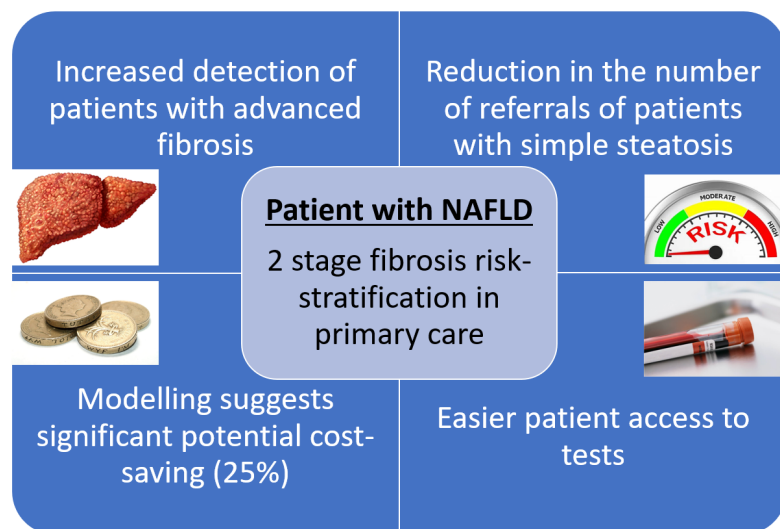 Increased detection of
patients with advanced
fibrosis
Reduction in the number
of referrals of patients
with simple steatosis
Patient with NAFLD
2 stage fibrosis risk-
stratification in
primary care
LOW
MODERATE
HIGH
RISK
Modelling suggests
significant potential cost-
saving (25%)
Easier patient access to
tests